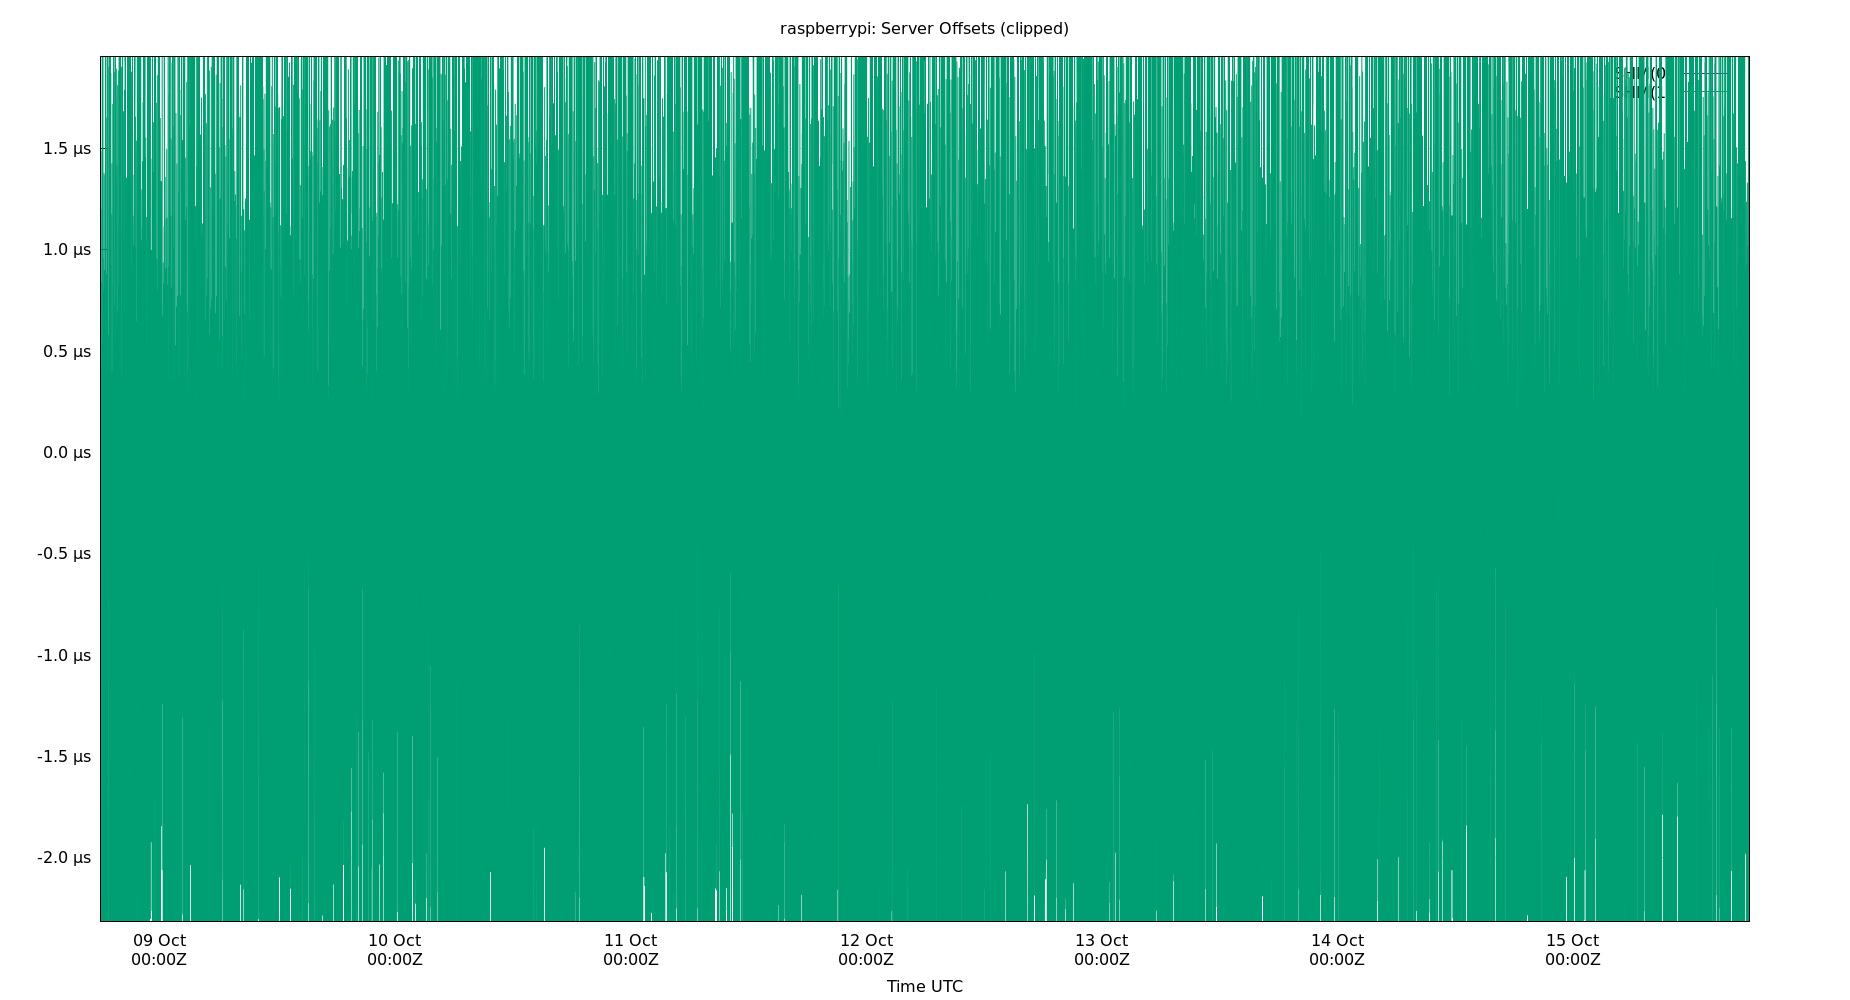 raspberrypi: Server Offsets (clipped)
1.5 µs
1.0 µs
0.5 µs
0.0 µs
-0.5 µs
-1.0 µs
-1.5 µs
-2.0 µs
09 Oct
00:00Z
10 Oct
00:00Z
11 Oct
00:00Z
12 Oct
00:00Z
13 Oct
00:00Z
14 Oct
00:00Z
15 Oct
00:00Z
Time UTC